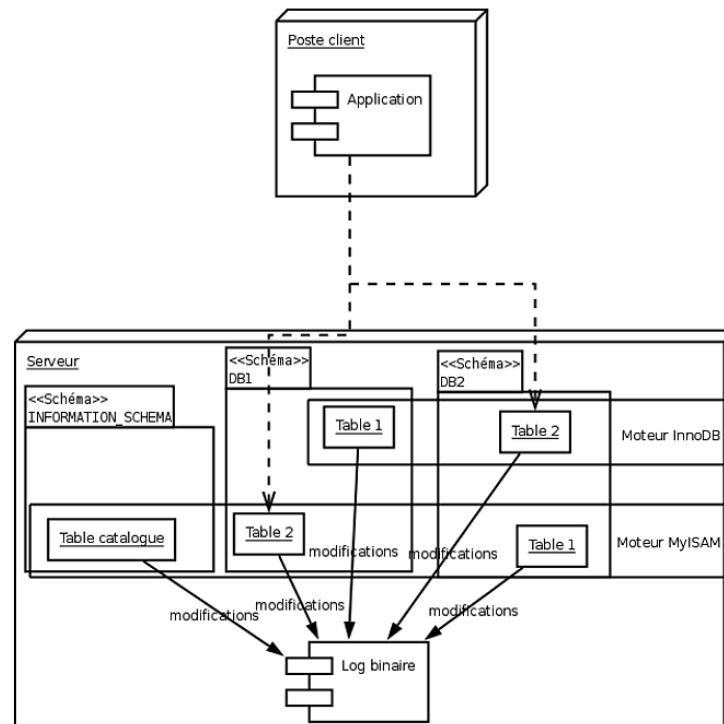 Poste client
Application
Serveur
<<Schéma>>
DB1
<<Schéma>>
DB2
<<Schéma>>
INFORMATION_SCHEMA
Table 1
Table 2
Moteur InnoDB
Table catalogue
Table 2
Table 1
Moteur MyISAM
modifications
modifications
modifications
modifications
modifications
Log binaire